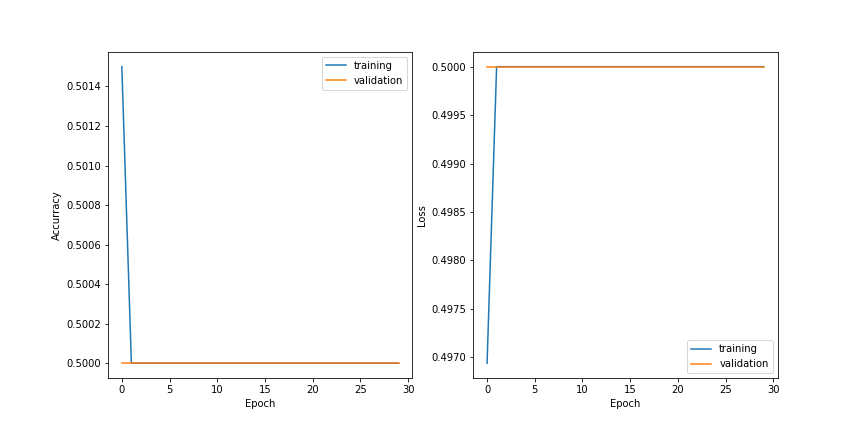 0.5014
0.5012
0.5010
0.5008
0.5006
0.5004
0.5002
0.5000
Accurracy
0 5 10 15 20 25 30
Epoch
training
validation
0.5000
0.4995
0.4990
0.4985
0.4980
0.4975
0.4970
Loss
0 5 10 15 20 25 30
Epoch
training
validation